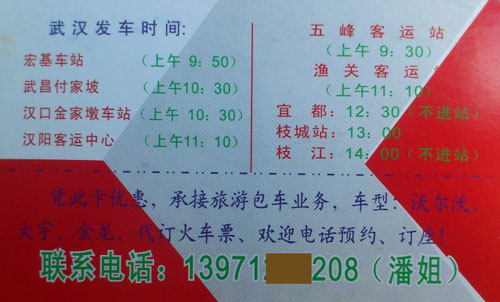 武汉发车时间:
宏基车站 (上午 9: 50)
武昌付家坡 (上午10: 30)
汉口金家墩车站 (上午 10: 30)
汉阳客运中心 (上午11: 10)
五峰客运站
(上午 9: 30)
渔关客运站
(上午11: 10)
宜都: 12: 30 (不进站)
枝城站: 13: 00
枝江: 14: 00 (不进站)
凭此卡优惠，承接旅游包车业务，车型：沃尔沃、
大宇、金龙、代订火车票、欢迎电话预约、订座!
联系电话: 13971 208 (潘姐)